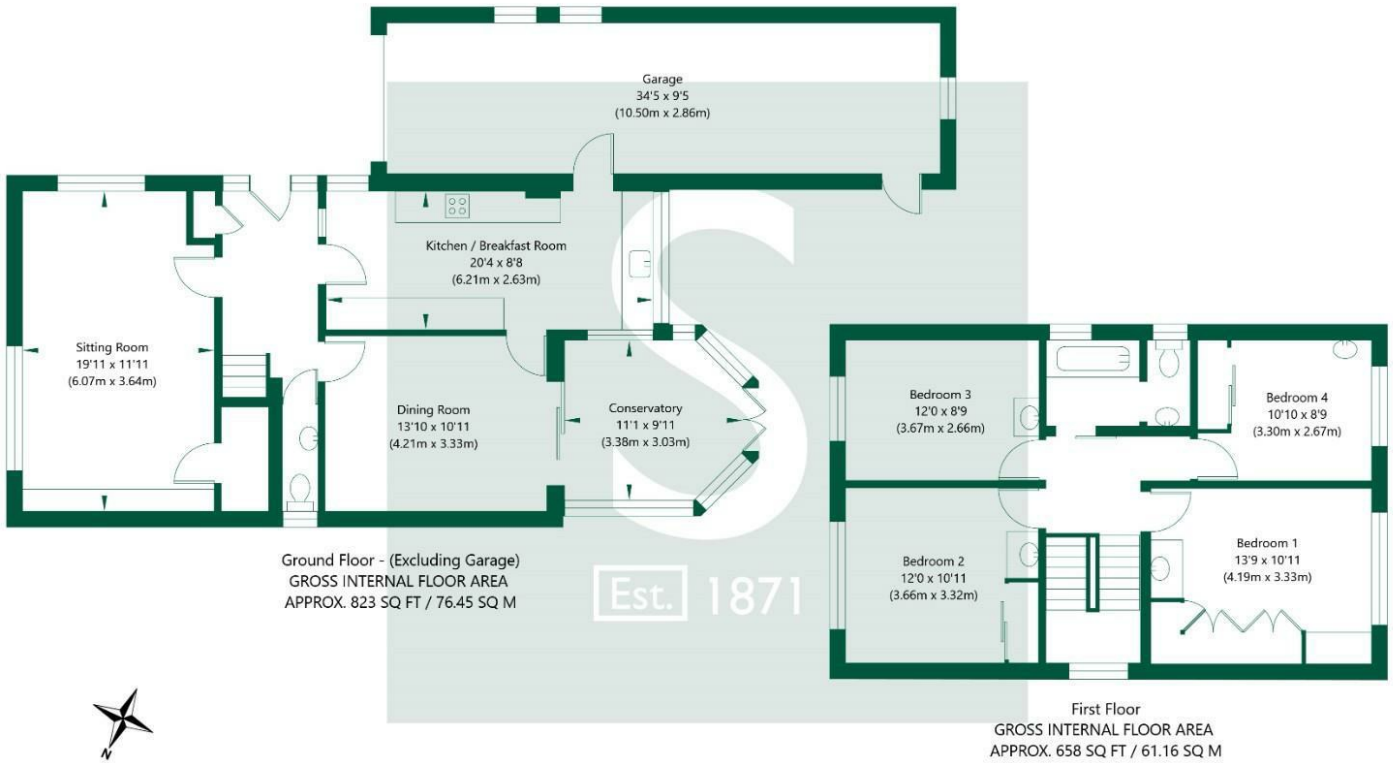 Garage
34'5 x 9'5
(10.50m x 2.86m)
Kitchen / Breakfast Room
20'4 x 8'8
(6.21m x 2.63m)
Sitting Room
19'11 x 11'11
(6.07m x 3.64m)
Dining Room
13'10 x 10'11
(4.21m x 3.33m)
Conservatory
11'1 x 9'11
(3.38m x 3.03m)
Ground Floor - (Excluding Garage)
GROSS INTERNAL FLOOR AREA
APPROX. 823 SQ FT / 76.45 SQ M
S
Est. 1871
Bedroom 3
12'0 x 8'9
(3.67m x 2.66m)
Bedroom 4
10'10 x 8'9
(3.30m x 2.67m)
Bedroom 2
12'0 x 10'11
(3.66m x 3.32m)
Bedroom 1
13'9 x 10'11
(4.19m x 3.33m)
First Floor
GROSS INTERNAL FLOOR AREA
APPROX. 658 SQ FT / 61.16 SQ M
N